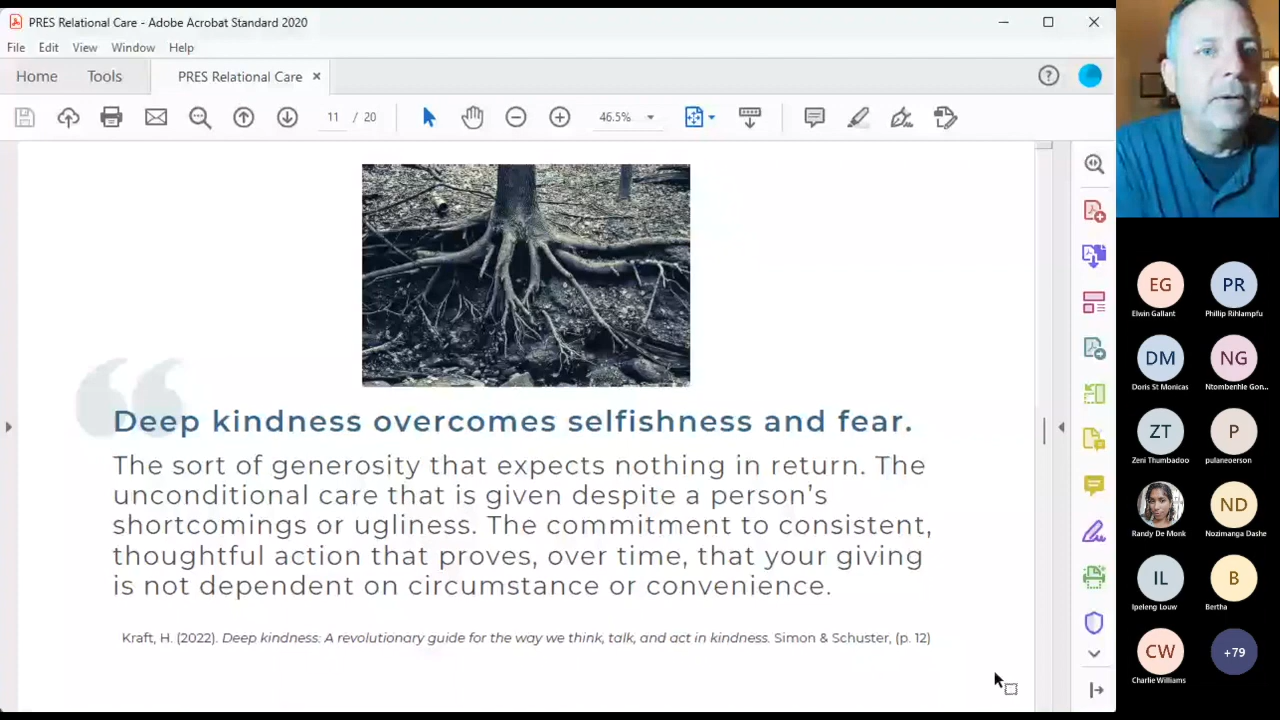 PRES Relational Care - Adobe Acrobat Standard 2020
File Edit View Window Help
Home Tools PRES Relational Care ×
11 / 20 46.5%
“
Deep kindness overcomes selfishness and fear.
The sort of generosity that expects nothing in return. The
unconditional care that is given despite a person's
shortcomings or ugliness. The commitment to consistent,
thoughtful action that proves, over time, that your giving
is not dependent on circumstance or convenience.
Kraft, H. (2022). Deep kindness: A revolutionary guide for the way we think, talk, and act in kindness. Simon & Schuster, (p. 12)
EG PR
Elwin Gallant Phillip Rihlampfu
DM NG
Doris St Monicas Ntombenhle Gon...
ZT P
Zeni Thumbadoo pulaneoerson
ND
Randy De Monk Nozimanga Dashe
IL B
Ipeleng Louw Bertha
CW +79
Charlie Williams